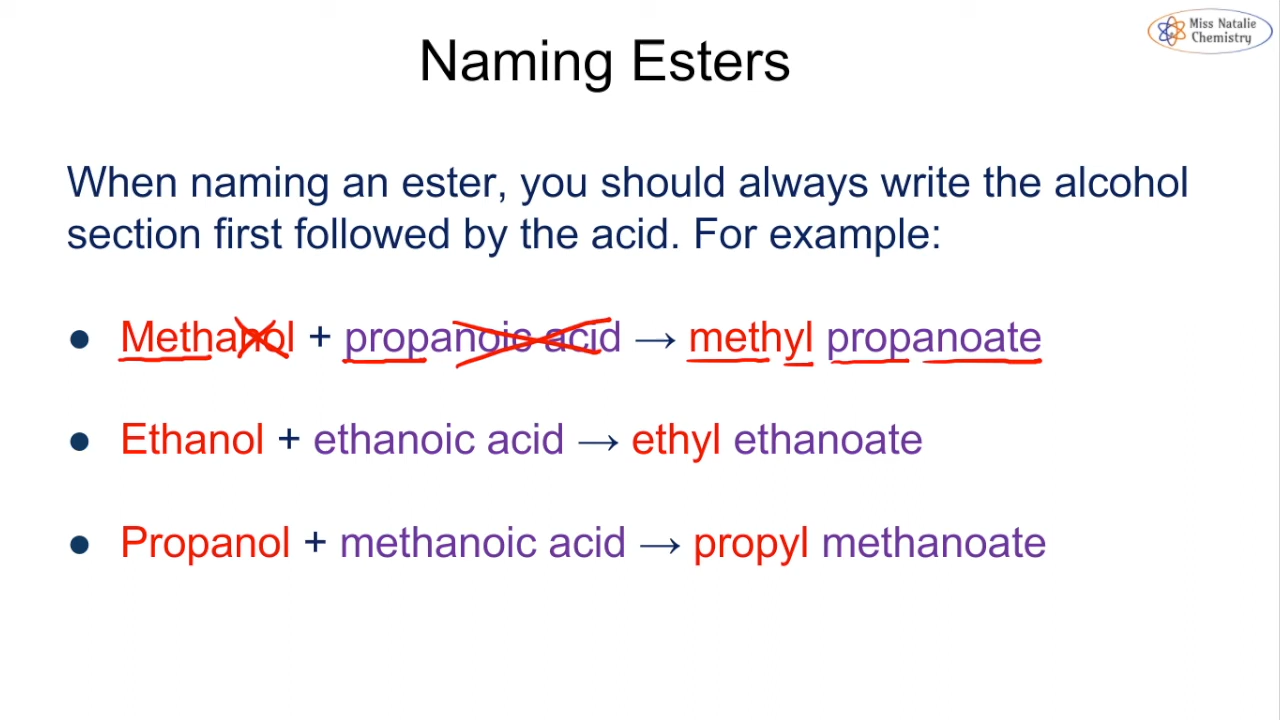 Miss Natalie
Chemistry
Naming Esters
When naming an ester, you should always write the alcohol
section first followed by the acid. For example:
● Methanol + propanoic acid → methyl propanoate
● Ethanol + ethanoic acid → ethyl ethanoate
● Propanol + methanoic acid → propyl methanoate